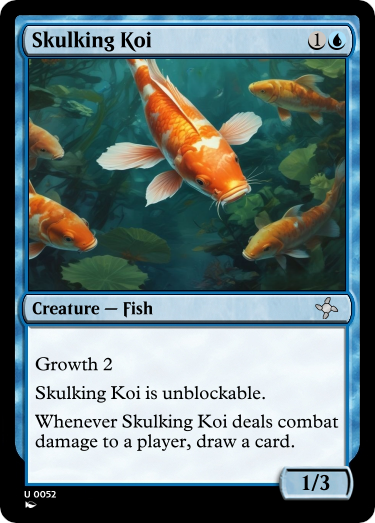 Skulking Koi 1
Creature — Fish
Growth 2
Skulking Koi is unblockable.
Whenever Skulking Koi deals combat
damage to a player, draw a card.
1/3
U 0052